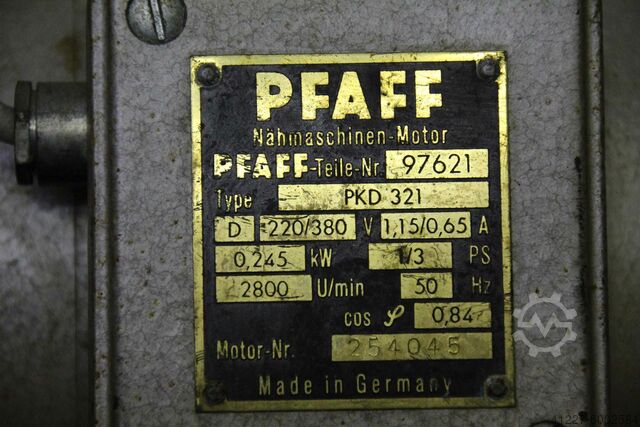 PFAFF
Nähmaschinen-Motor
PFAFF-Teile-Nr. 97621
Type PKD 321
D 220/380 V 1,15/0,65 A
0,245 kW 1/3 PS
2800 U/min 50 Hz
cos φ 0,84
Motor-Nr. 254045
Made in Germany